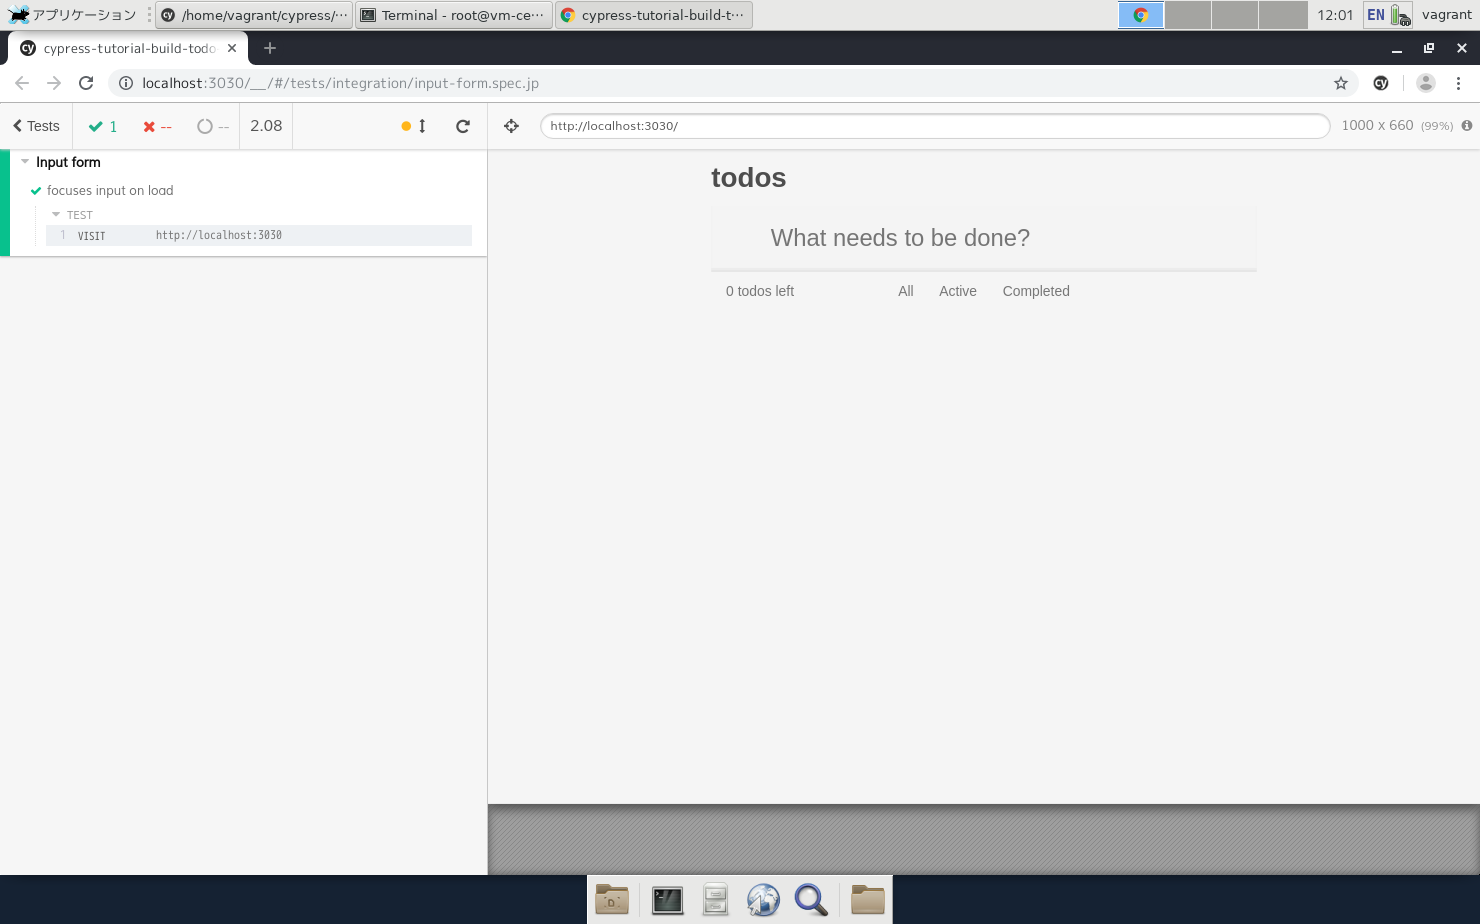 アプリケーション
/home/vagrant/cypress/···
Terminal - root@vm-ce···
cypress-tutorial-build-t···
12:01
EN
vagrant
cy cypress-tutorial-build-todo
localhost:3030/__/#/tests/integration/input-form.spec.jp
Tests
1
--
--
2.08
http://localhost:3030/
1000 x 660 (99%)
Input form
focuses input on load
TEST
1 VISIT http://localhost:3030
todos
What needs to be done?
0 todos left
All
Active
Completed